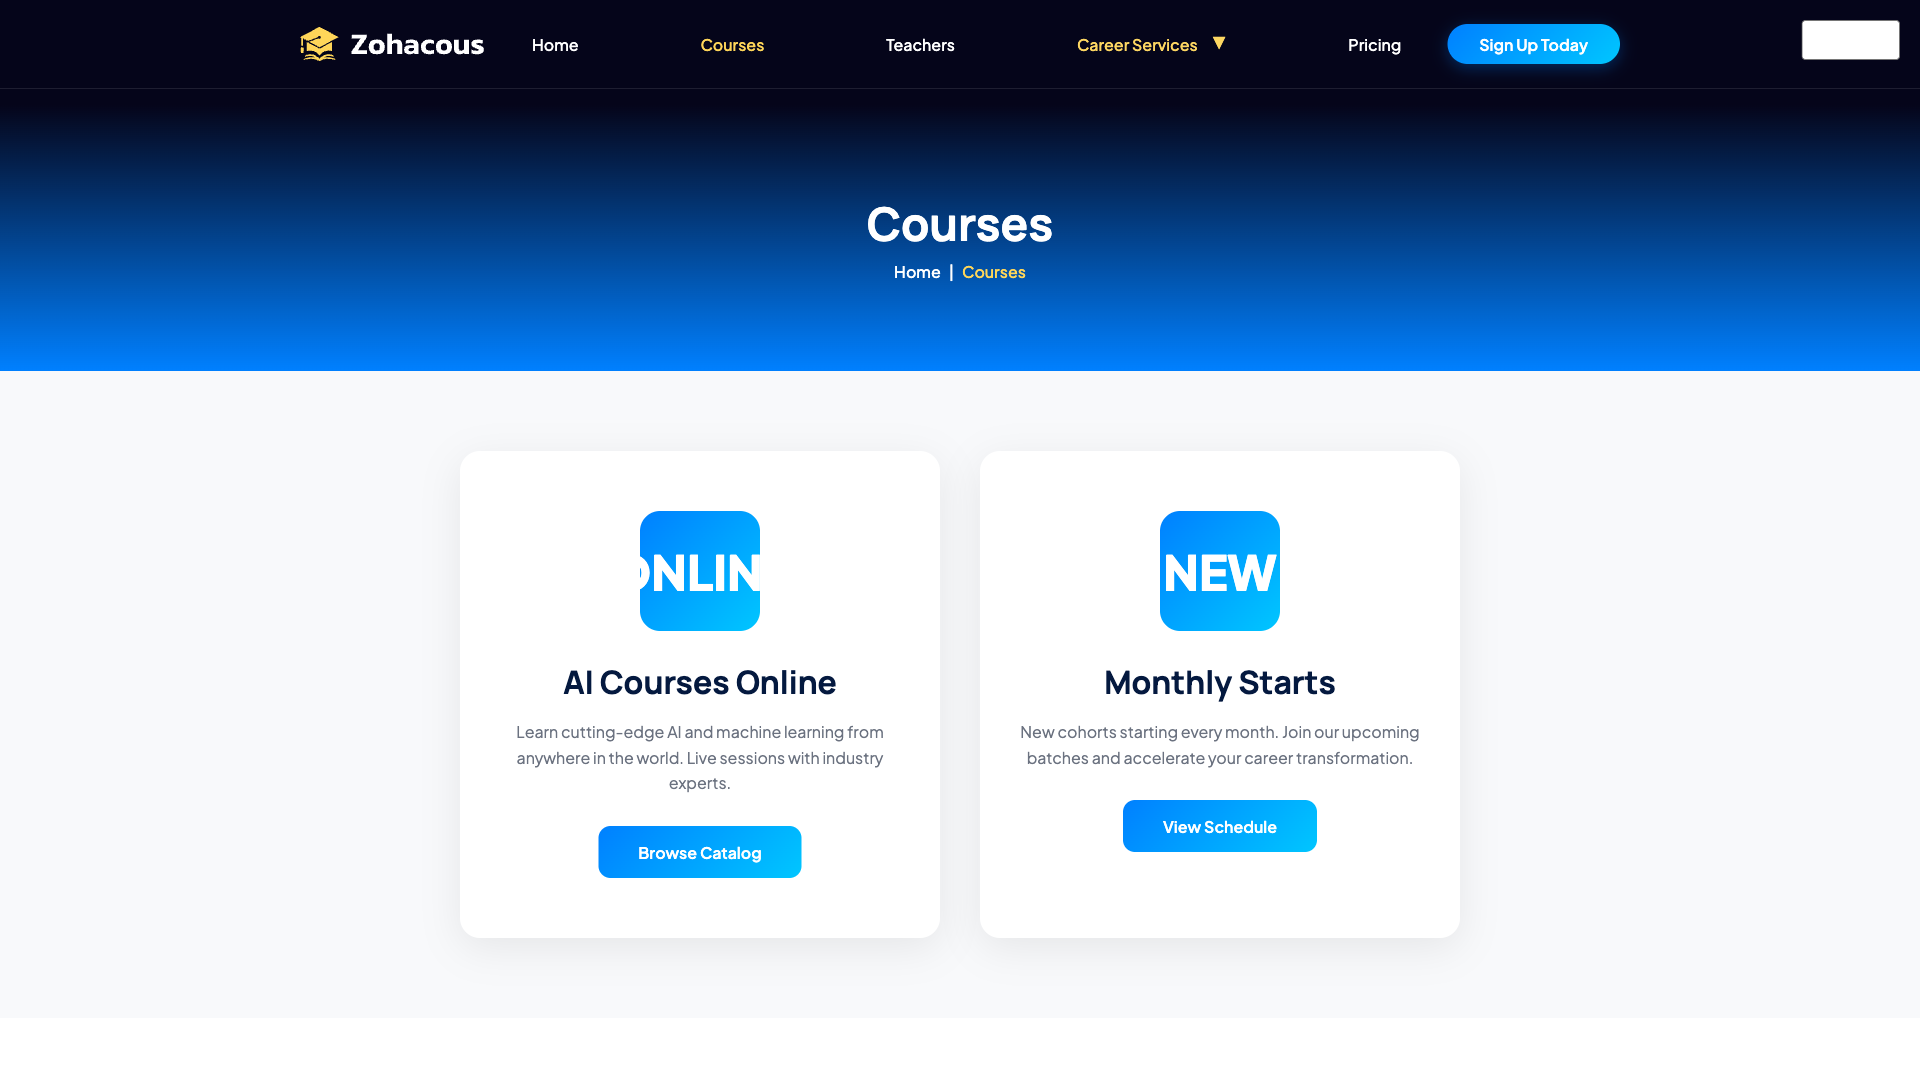 Zohacous
Home
Courses
Teachers
Career Services ▼
Pricing
Sign Up Today
Courses
Home | Courses
ONLIN
AI Courses Online
Learn cutting-edge AI and machine learning from
anywhere in the world. Live sessions with industry
experts.
Browse Catalog
NEW
Monthly Starts
New cohorts starting every month. Join our upcoming
batches and accelerate your career transformation.
View Schedule